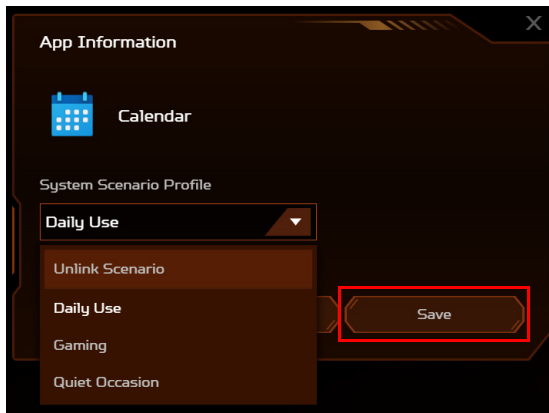 X
App Information
Calendar
System Scenario Profile
Daily Use
Unlink Scenario
Daily Use
Gaming
Quiet Occasion
Save